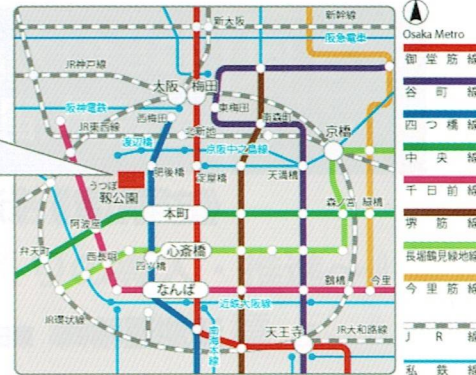 新大阪
新幹線
阪急電車
JR神戸線
大阪
梅田
阪神電鉄
西梅田
東梅田
南森町
JR東西線
北新地
京橋
渡辺橋
京阪中之島線
肥後橋
淀屋橋
天満橋
うつぼ
靱公園
森ノ宮
緑橋
阿波座
本町
弁天町
西長堀
心斎橋
四ツ橋
なんば
鶴橋
今里
近鉄大阪線
JR環状線
南海本線
天王寺
JR大和路線
Osaka Metro
御堂筋線
谷町線
四つ橋線
中央線
千日前線
堺筋線
長堀鶴見緑地線
今里筋線
JR線
私鉄線